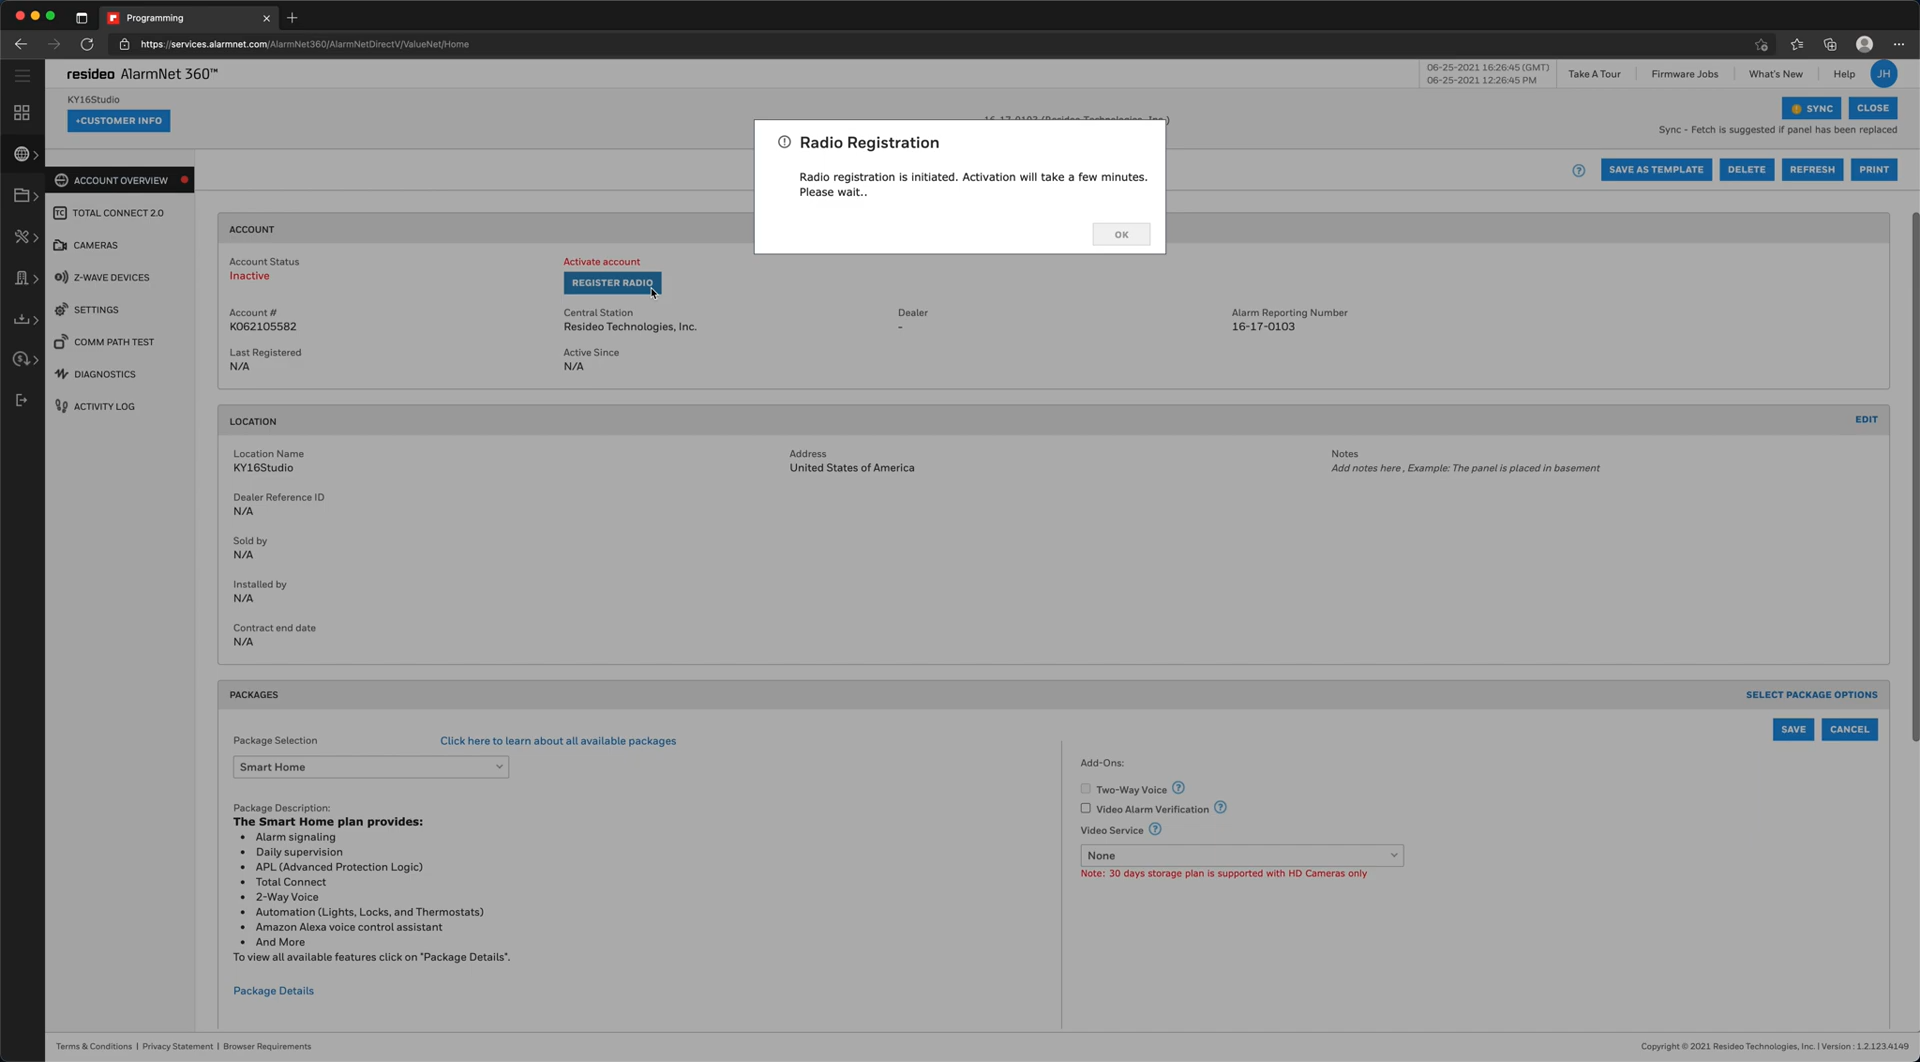 Programming
https://services.alarmnet.com/AlarmNet360/AlarmNetDirectV/ValueNet/Home
resideo AlarmNet 360™
06-25-2021 16:26:45 (GMT)
06-25-2021 12:26:45 PM
Take A Tour
Firmware Jobs
What's New
Help
JH
KY16Studio
+CUSTOMER INFO
16-17-0103 (Resideo Technologies, Inc.)
SYNC
CLOSE
Sync - Fetch is suggested if panel has been replaced
Radio Registration
Radio registration is initiated. Activation will take a few minutes.
Please wait..
OK
SAVE AS TEMPLATE
DELETE
REFRESH
PRINT
ACCOUNT OVERVIEW
TC TOTAL CONNECT 2.0
CAMERAS
Z-WAVE DEVICES
SETTINGS
COMM PATH TEST
DIAGNOSTICS
ACTIVITY LOG
ACCOUNT
Account Status
Inactive
Activate account
REGISTER RADIO
Account #
K062105582
Central Station
Resideo Technologies, Inc.
Dealer
-
Alarm Reporting Number
16-17-0103
Last Registered
N/A
Active Since
N/A
LOCATION
EDIT
Location Name
KY16Studio
Address
United States of America
Notes
Add notes here , Example: The panel is placed in basement
Dealer Reference ID
N/A
Sold by
N/A
Installed by
N/A
Contract end date
N/A
PACKAGES
SELECT PACKAGE OPTIONS
SAVE
CANCEL
Package Selection
Click here to learn about all available packages
Smart Home
Package Description:
The Smart Home plan provides:
• Alarm signaling
• Daily supervision
• APL (Advanced Protection Logic)
• Total Connect
• 2-Way Voice
• Automation (Lights, Locks, and Thermostats)
• Amazon Alexa voice control assistant
• And More
To view all available features click on "Package Details".
Package Details
Add-Ons:
Two-Way Voice ?
Video Alarm Verification ?
Video Service ?
None
Note: 30 days storage plan is supported with HD Cameras only
Terms & Conditions | Privacy Statement | Browser Requirements
Copyright © 2021 Resideo Technologies, Inc. | Version : 1.2.123.4149